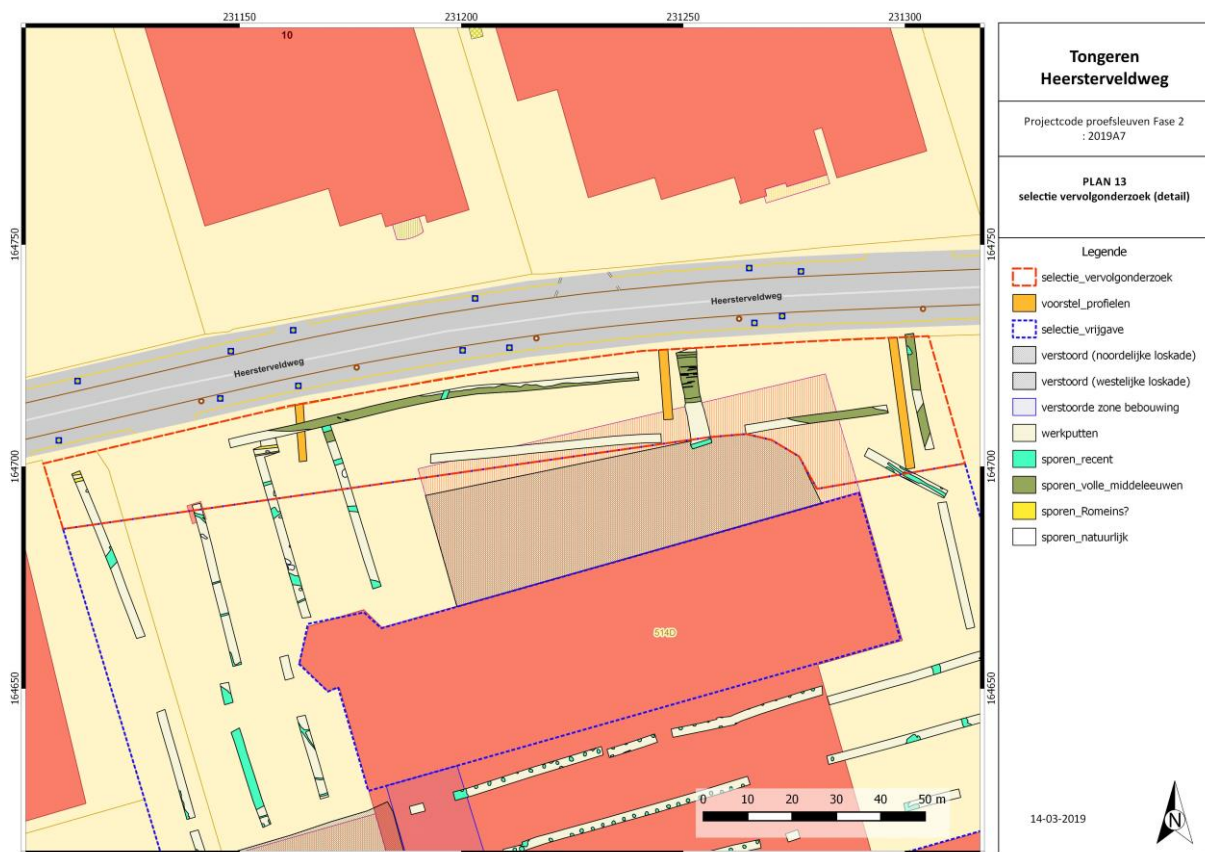 231150
231200
231250
231300
10
164750
164750
Heersterveldweg
Heersterveldweg
164700
164700
514D
164650
164650
0 10 20 30 40 50 m
Tongeren
Heersterveldweg
Projectcode proefsleuven Fase 2
: 2019A7
PLAN 13
selectie vervolgonderzoek (detail)
Legende
selectie_vervolgonderzoek
voorstel_profielen
selectie_vrijgave
verstoord (noordelijke loskade)
verstoord (westelijke loskade)
verstoorde zone bebouwing
werkputten
sporen_recent
sporen_volle_middeleeuwen
sporen_Romeins?
sporen_natuurlijk
14-03-2019
N